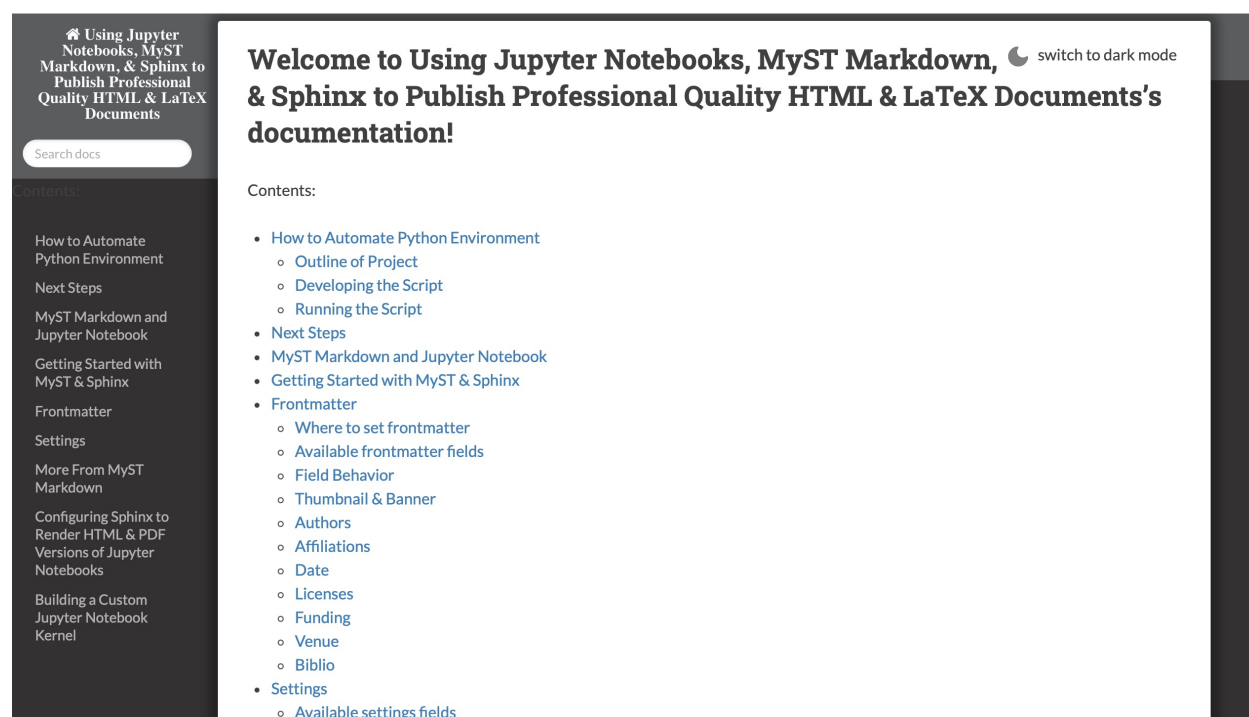 Using Jupyter
Notebooks, MyST
Markdown, & Sphinx to
Publish Professional
Quality HTML & LaTeX
Documents
Search docs
Contents:
How to Automate
Python Environment
Next Steps
MyST Markdown and
Jupyter Notebook
Getting Started with
MyST & Sphinx
Frontmatter
Settings
More From MyST
Markdown
Configuring Sphinx to
Render HTML & PDF
Versions of Jupyter
Notebooks
Building a Custom
Jupyter Notebook
Kernel
switch to dark mode
Welcome to Using Jupyter Notebooks, MyST Markdown,
& Sphinx to Publish Professional Quality HTML & LaTeX Documents’s
documentation!
Contents:
• How to Automate Python Environment
◦ Outline of Project
◦ Developing the Script
◦ Running the Script
• Next Steps
• MyST Markdown and Jupyter Notebook
• Getting Started with MyST & Sphinx
• Frontmatter
◦ Where to set frontmatter
◦ Available frontmatter fields
◦ Field Behavior
◦ Thumbnail & Banner
◦ Authors
◦ Affiliations
◦ Date
◦ Licenses
◦ Funding
◦ Venue
◦ Biblio
• Settings
◦ Available settings fields